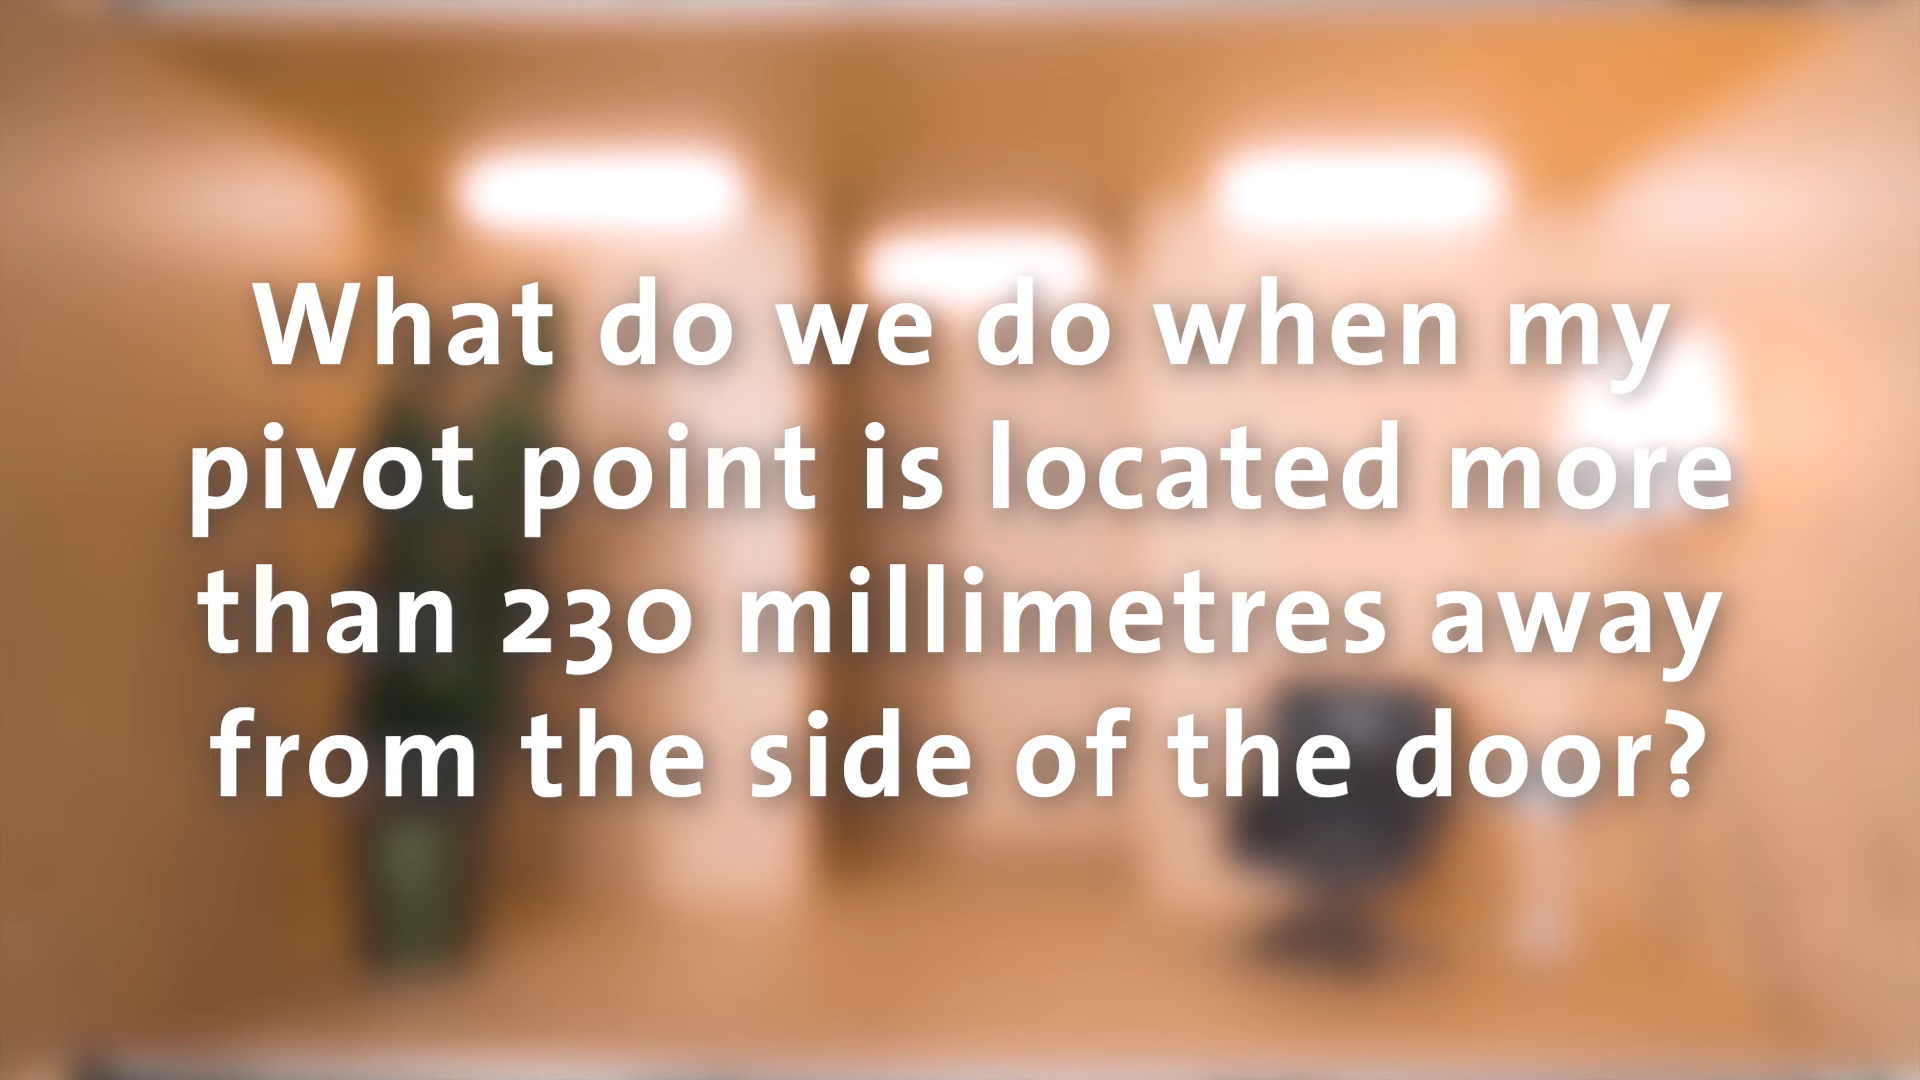 What do we do when my
pivot point is located more
than 230 millimetres away
from the side of the door?